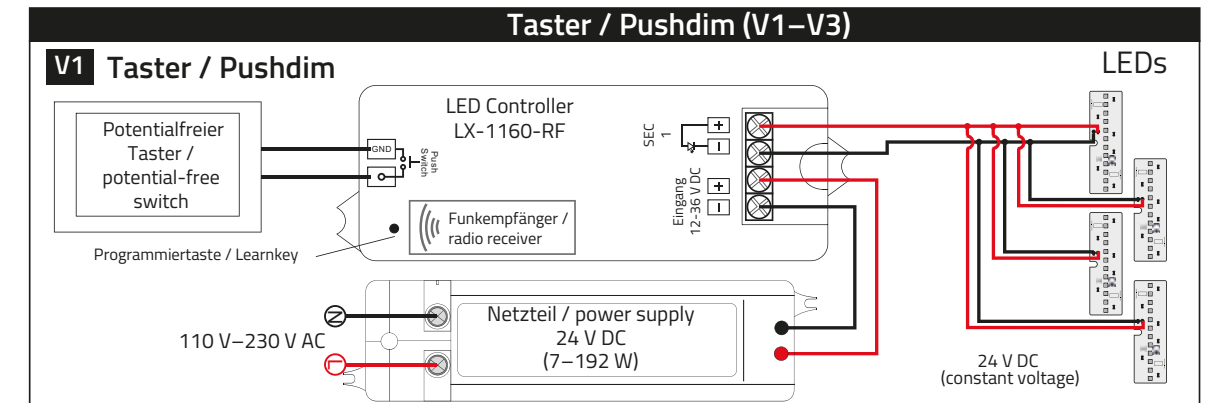 Taster / Pushdim (V1–V3)
V1 Taster / Pushdim
LEDs
Potentialfreier
Taster /
potential-free
switch
GND
Push
Switch
LED Controller
LX-1160-RF
SEC
1
+
-
Eingang
12-36 V DC
+
-
Funkempfänger /
radio receiver
Programmiertaste / Learnkey
N
110 V–230 V AC
L
Netzteil / power supply
24 V DC
(7–192 W)
24 V DC
(constant voltage)